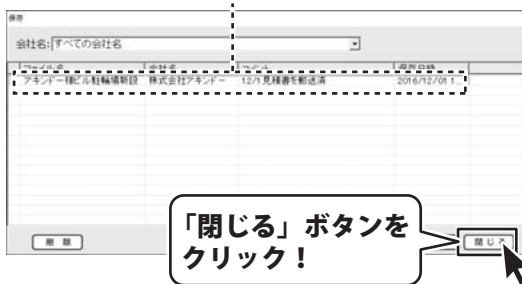 保存
会社名: すべての会社名
ファイル名 会社名 コメント 保存日時
アキンドー様ビル駐輪場新設 株式会社アキンドー 12/1見積書を郵送済 2016/12/01 1...
「閉じる」ボタンを
クリック！
削 除
閉じる